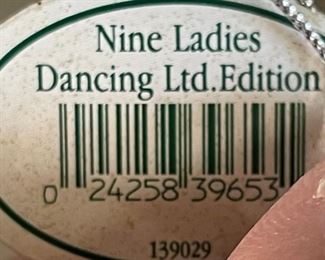 Nine Ladies
Dancing Ltd.Edition
0 24258 39653
139029